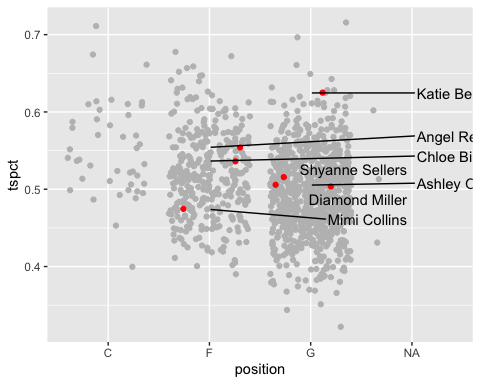 0.7
0.6
0.5
0.4
tspct
Katie Be
Angel Re
Chloe Bi
Shyanne Sellers
Ashley C
Diamond Miller
Mimi Collins
C
F
G
NA
position